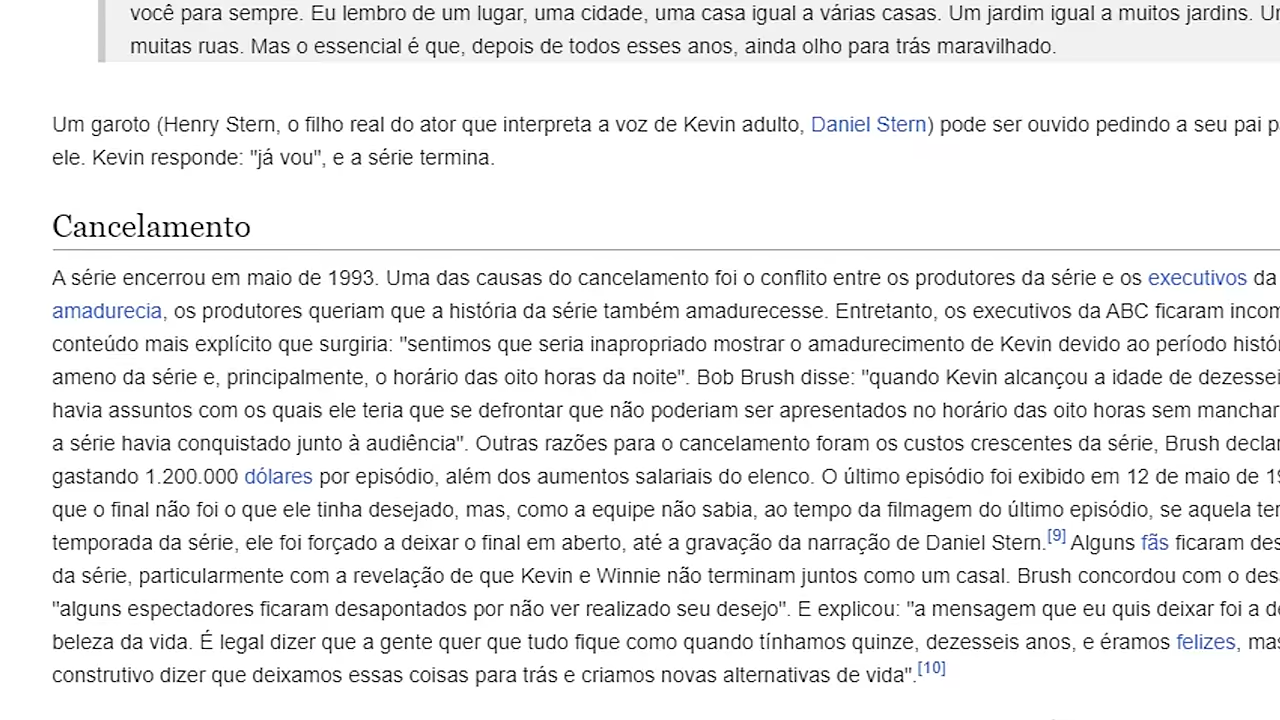 você para sempre. Eu lembro de um lugar, uma cidade, uma casa igual a várias casas. Um jardim igual a muitos jardins.
muitas ruas. Mas o essencial é que, depois de todos esses anos, ainda olho para trás maravilhado.
Um garoto (Henry Stern, o filho real do ator que interpreta a voz de Kevin adulto, Daniel Stern) pode ser ouvido pedindo a seu pai
ele. Kevin responde: "já vou", e a série termina.
Cancelamento
A série encerrou em maio de 1993. Uma das causas do cancelamento foi o conflito entre os produtores da série e os executivos da
amadurecia, os produtores queriam que a história da série também amadurecesse. Entretanto, os executivos da ABC ficaram
conteúdo mais explícito que surgiria: "sentimos que seria inapropriado mostrar o amadurecimento de Kevin devido ao período
ameno da série e, principalmente, o horário das oito horas da noite". Bob Brush disse: "quando Kevin alcançou a idade de
havia assuntos com os quais ele teria que se defrontar que não poderiam ser apresentados no horário das oito horas sem manchar
a série havia conquistado junto à audiência". Outras razões para o cancelamento foram os custos crescentes da série, Brush
gastando 1.200.000 dólares por episódio, além dos aumentos salariais do elenco. O último episódio foi exibido em 12 de maio de
que o final não foi o que ele tinha desejado, mas, como a equipe não sabia, ao tempo da filmagem do último episódio, se aquela
temporada da série, ele foi forçado a deixar o final em aberto, até a gravação da narração de Daniel Stern.[9] Alguns fãs ficaram
da série, particularmente com a revelação de que Kevin e Winnie não terminam juntos como um casal. Brush concordou com o
"alguns espectadores ficaram desapontados por não ver realizado seu desejo". E explicou: "a mensagem que eu quis deixar foi a
beleza da vida. É legal dizer que a gente quer que tudo fique como quando tínhamos quinze, dezesseis anos, e éramos felizes,
construtivo dizer que deixamos essas coisas para trás e criamos novas alternativas de vida".[10]